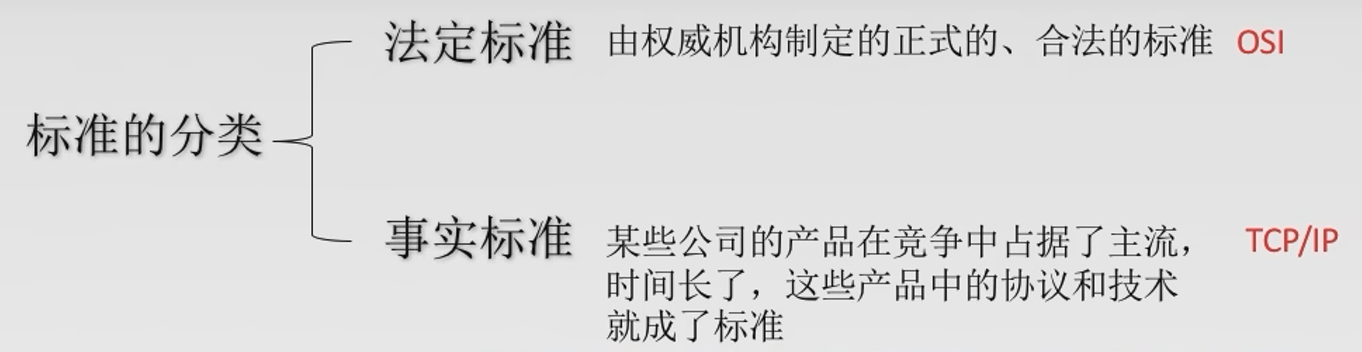 标准的分类
法定标准 由权威机构制定的正式的、合法的标准 OSI
事实标准 某些公司的产品在竞争中占据了主流， TCP/IP
时间长了，这些产品中的协议和技术
就成了标准